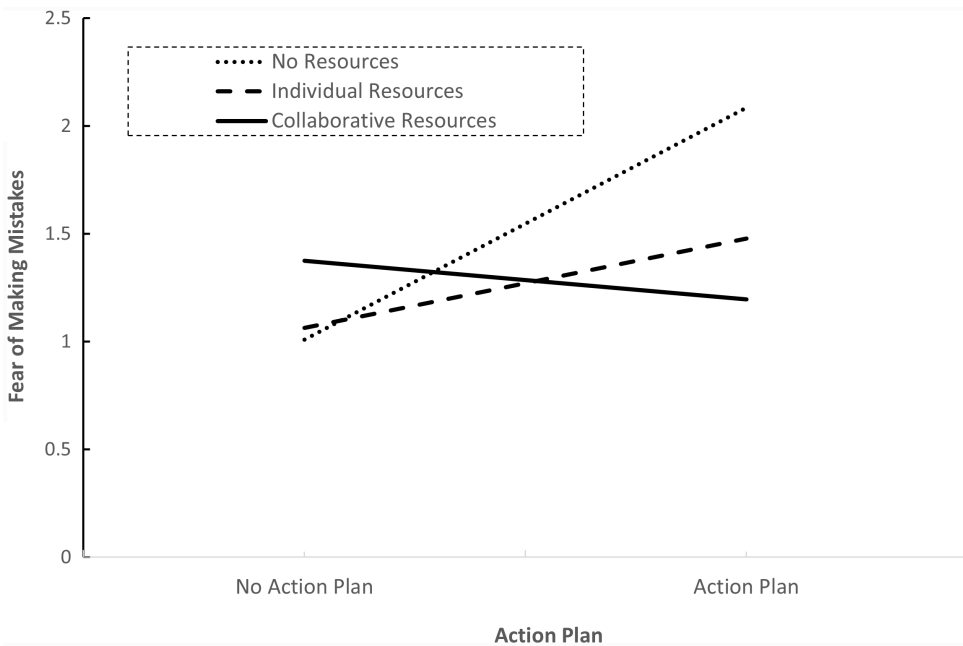 2.5
No Resources
Individual Resources
Collaborative Resources
2
1.5
1
0.5
0
Fear of Making Mistakes
No Action Plan
Action Plan
Action Plan